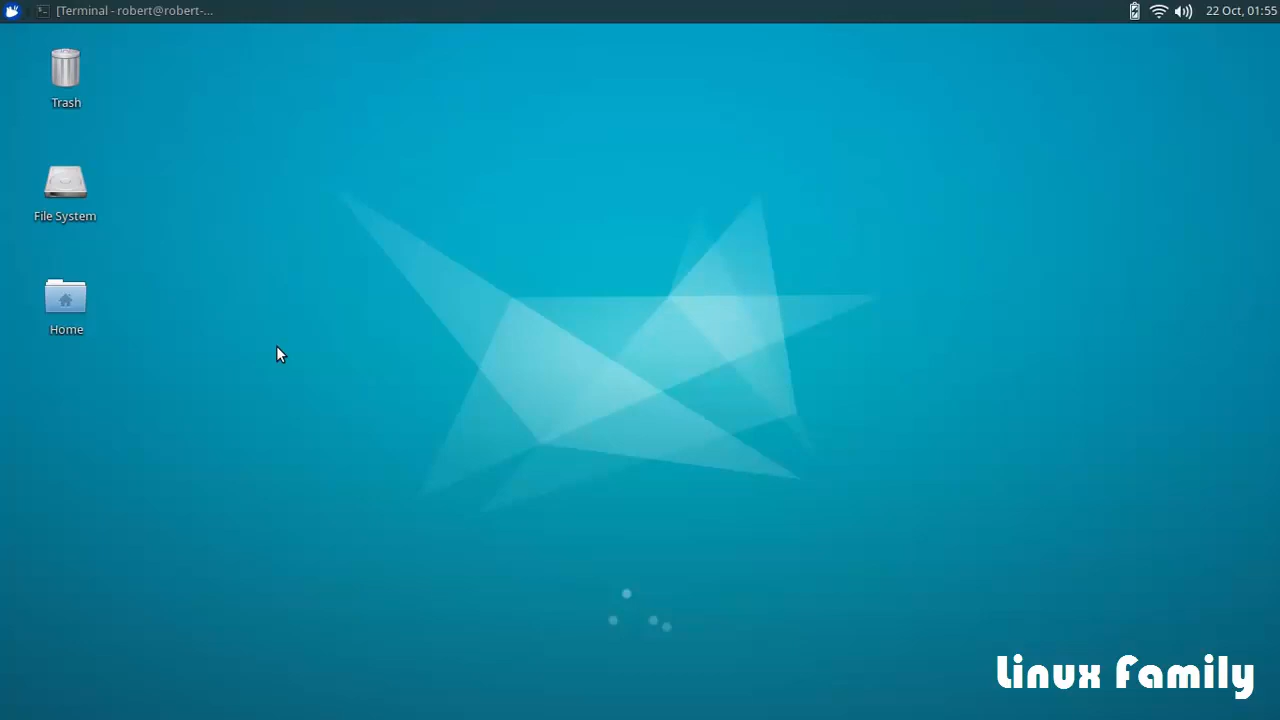 [Terminal - robert@robert-...
22 Oct, 01:55
Trash
File System
Home
Linux Family